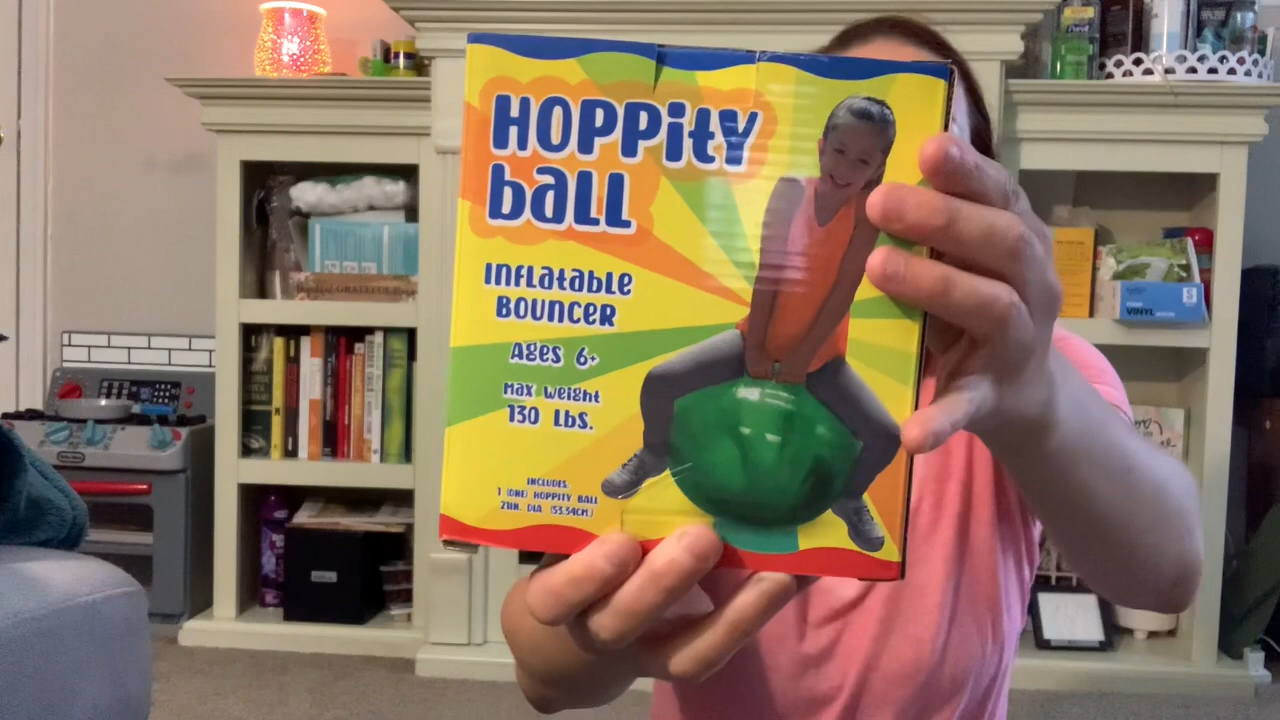 HOPPitY
baLL
INFLatabLe
BOUNCER
Ages 6+
Max Weight
130 Lbs.
INCLUDES:
1 (ONE) HOPPITY BALL
21IN. DIA. (53.34CM.)
GRATEFUL
VINYL